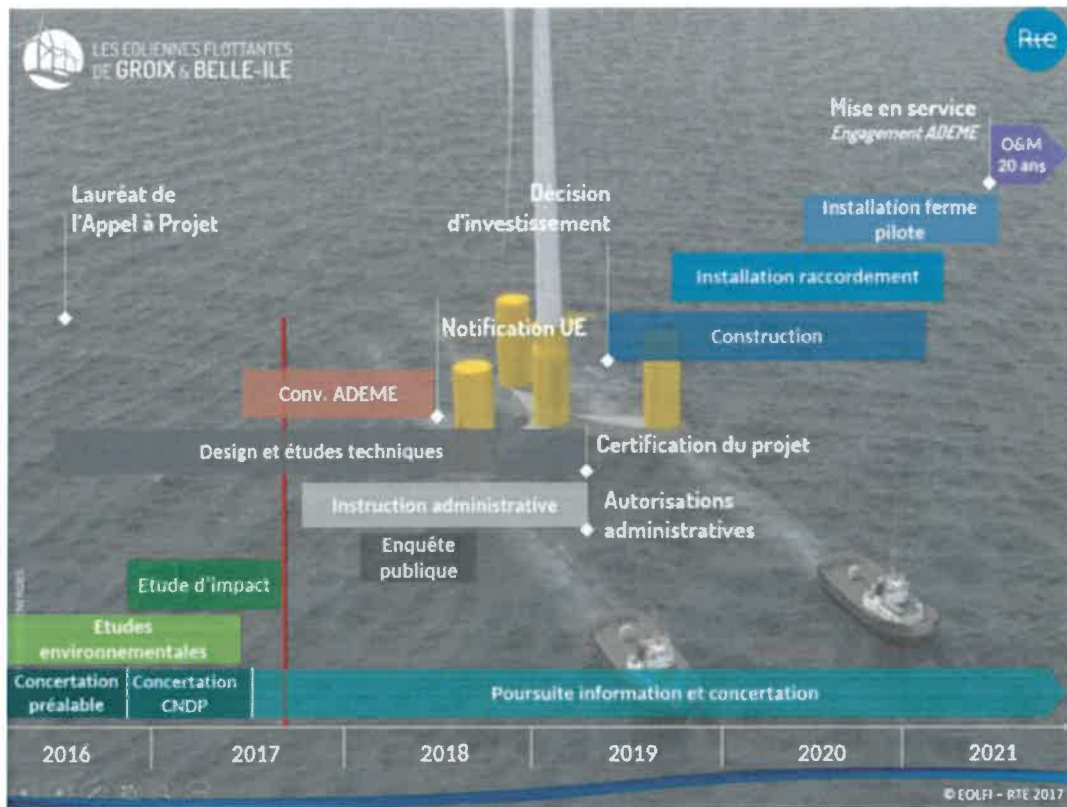 LES EOLIENNES FLOTTANTES
DE GROIX & BELLE-ILE
Rte
Mise en service
Engagement ADEME
O&M
20 ans
Lauréat de
l'Appel à Projet
Décision
d'investissement
Installation ferme
pilote
Installation raccordement
Notification UE
Construction
Conv. ADEME
Design et études techniques
Certification du projet
Instruction administrative
Autorisations
administratives
Enquête
publique
Etude d'impact
Etudes
environnementales
Concertation
préalable
Concertation
CNDP
Poursuite information et concertation
2016
2017
2018
2019
2020
2021
© EOLFI - RTE 2017